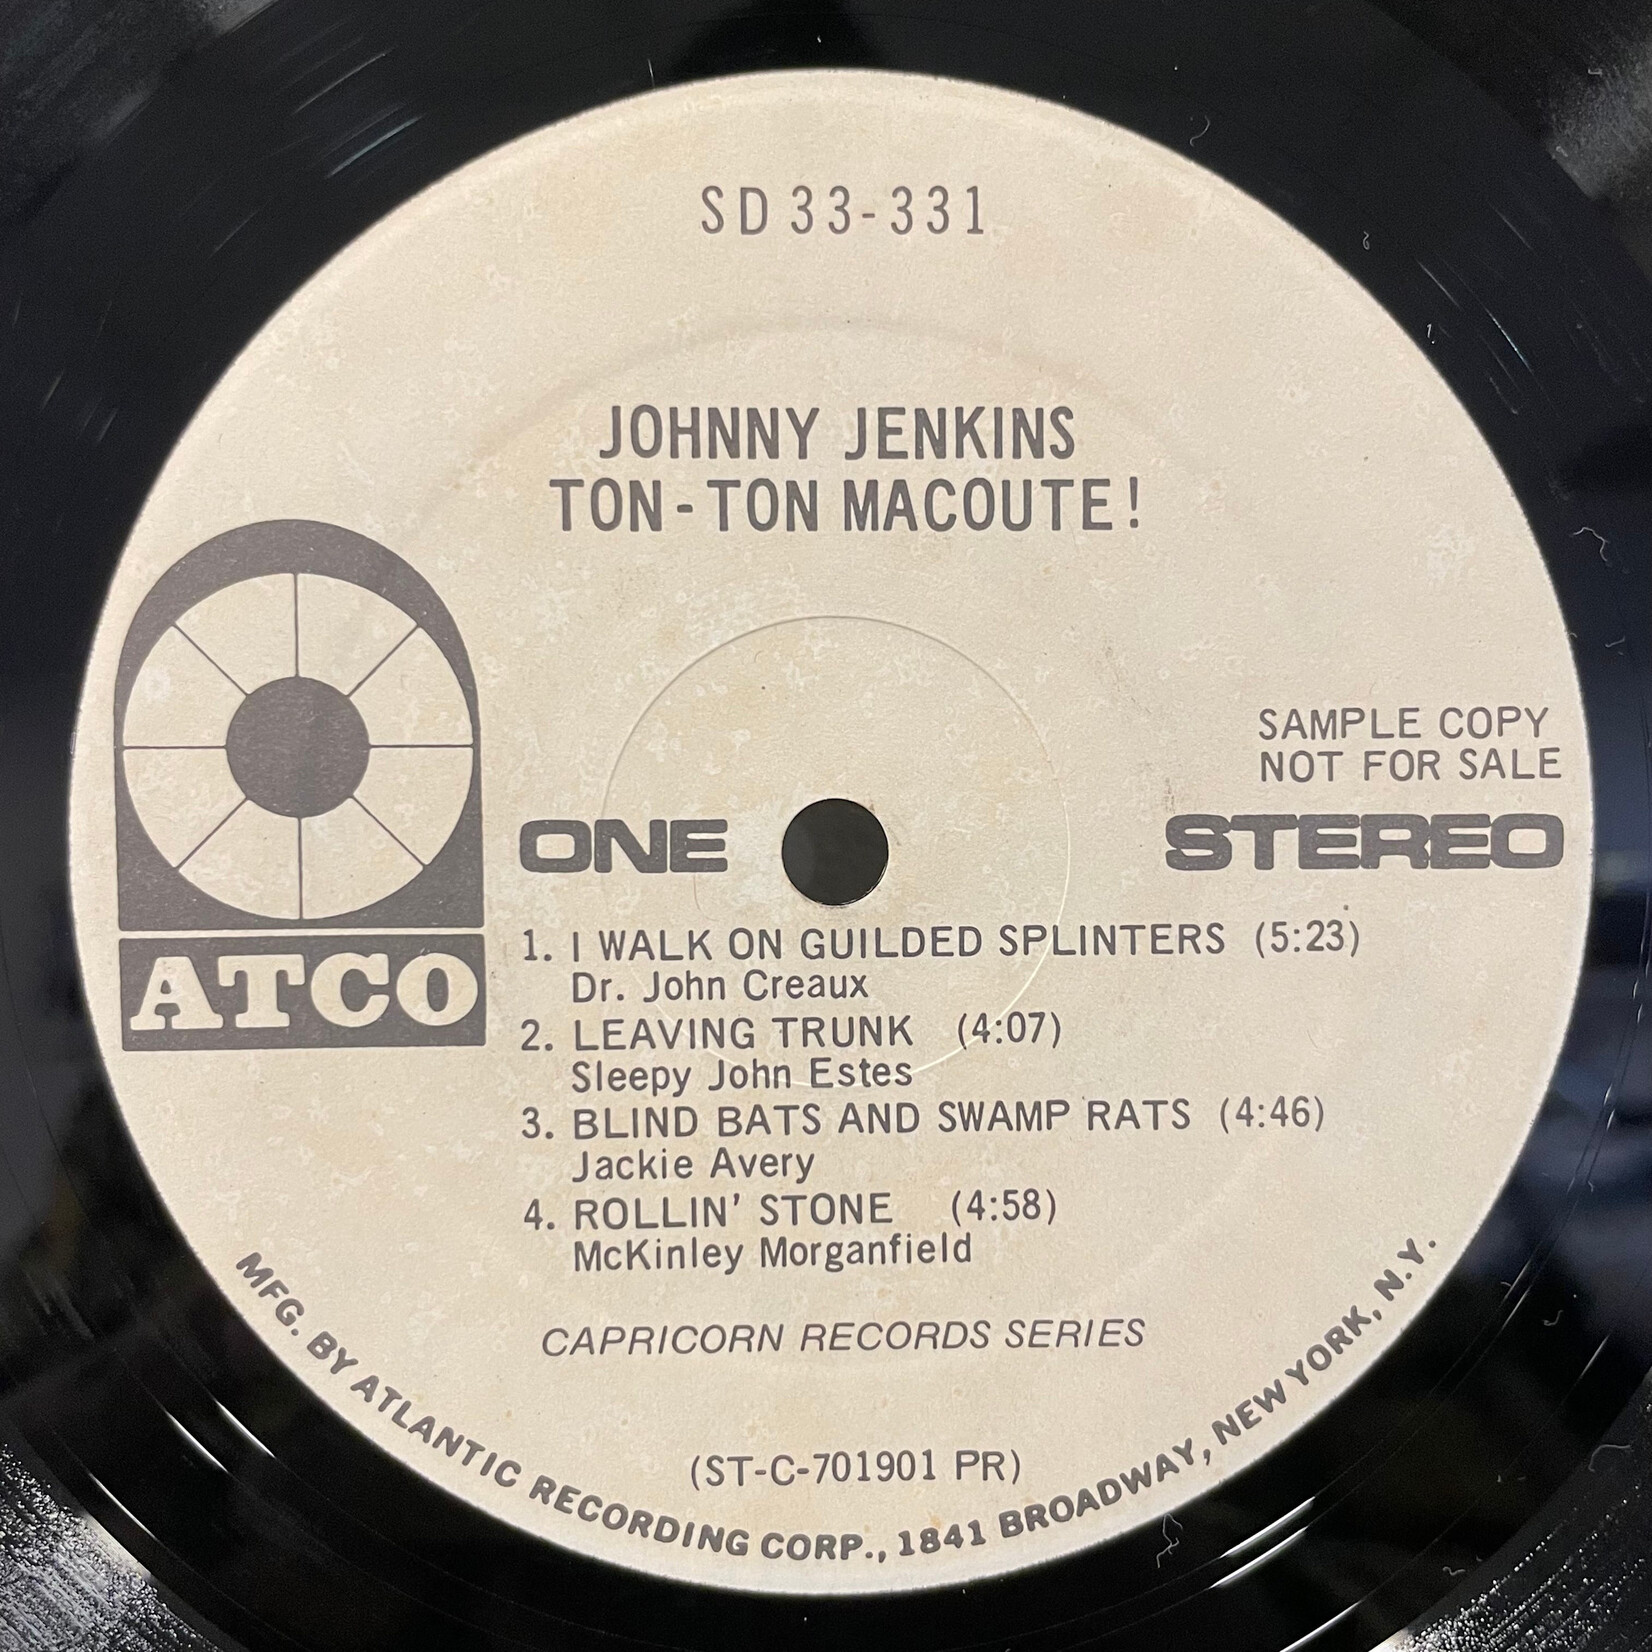 SD 33-331
JOHNNY JENKINS
TON-TON MACOUTE!
SAMPLE COPY
NOT FOR SALE
ONE
STEREO
ATCO
1. I WALK ON GUILDED SPLINTERS (5:23)
Dr. John Creaux
2. LEAVING TRUNK (4:07)
Sleepy John Estes
3. BLIND BATS AND SWAMP RATS (4:46)
Jackie Avery
4. ROLLIN' STONE (4:58)
McKinley Morganfield
CAPRICORN RECORDS SERIES
(ST-C-701901 PR)
MFG. BY ATLANTIC RECORDING CORP., 1841 BROADWAY, NEW YORK, N.Y.